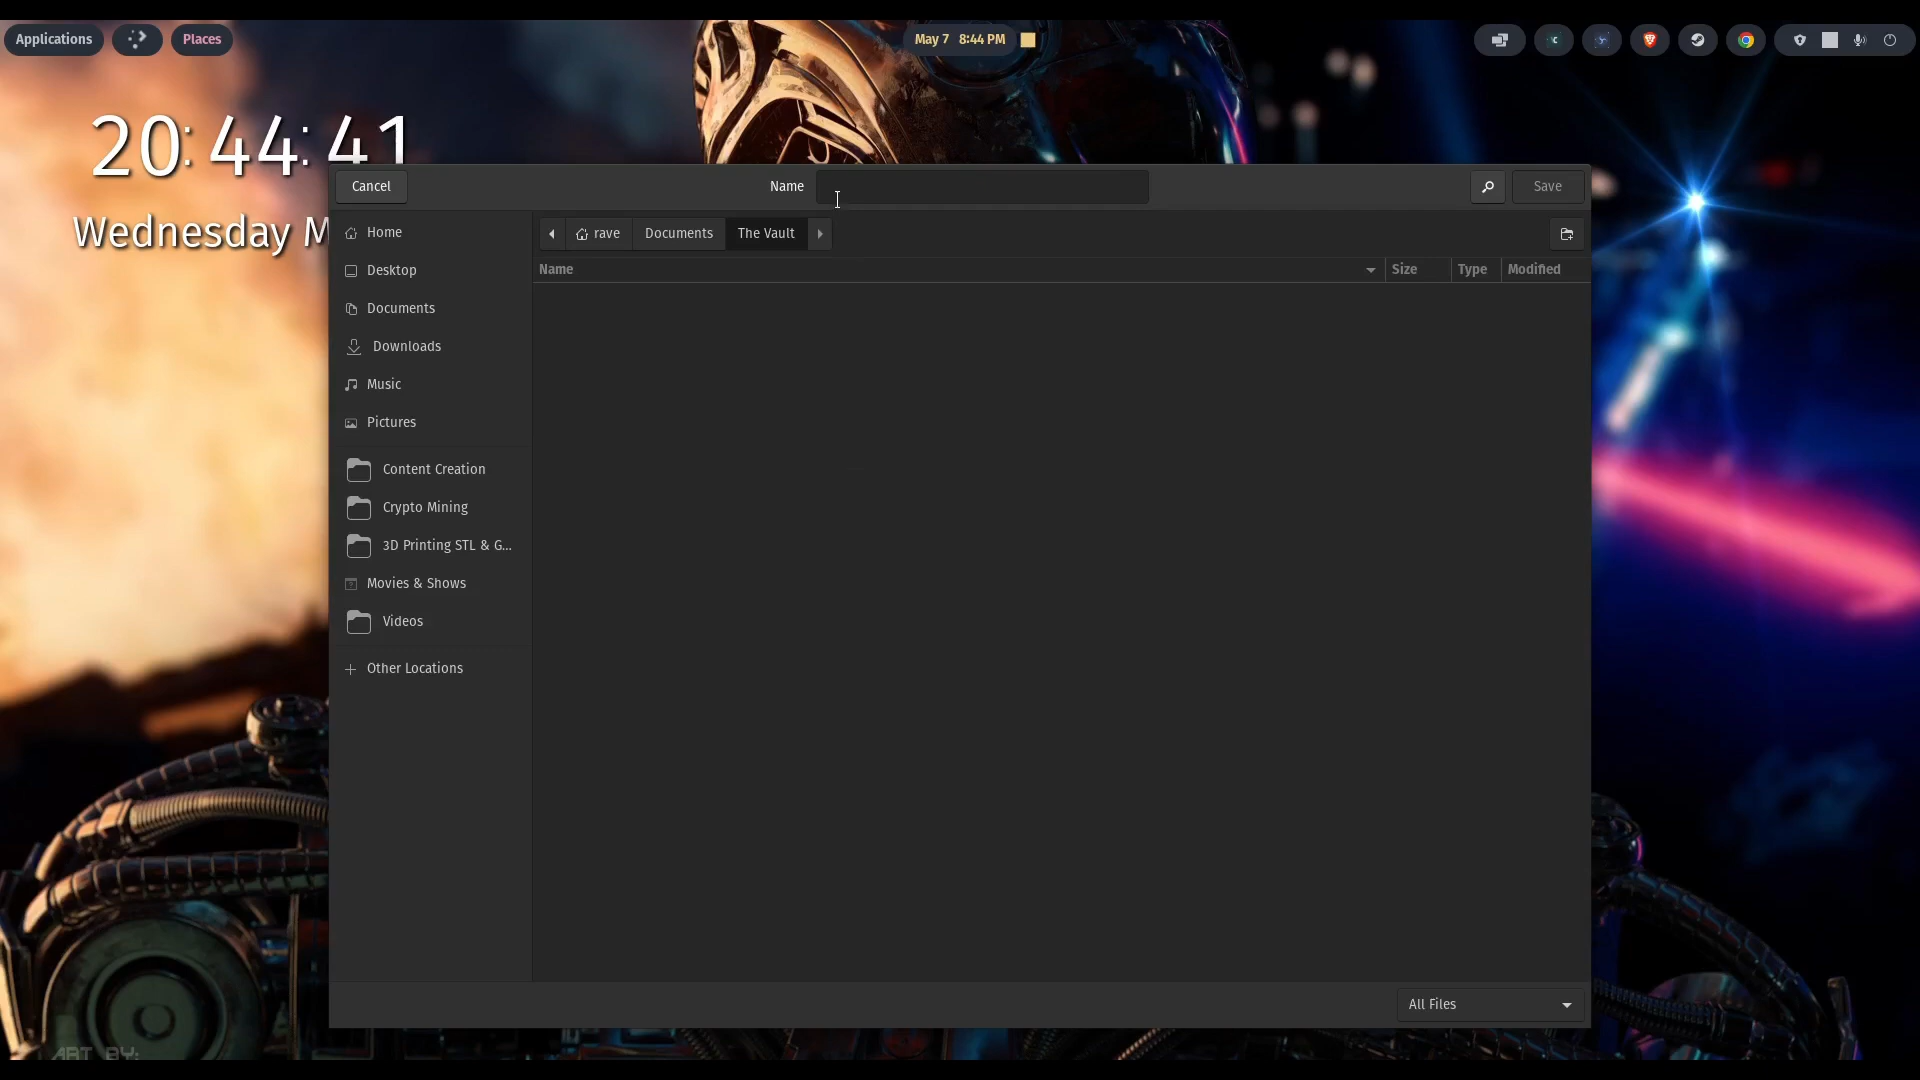 Applications
Places
May 7 8:44 PM
20:44:41
Wednesday M
Cancel
Name
Save
Home
Desktop
Documents
Downloads
Music
Pictures
Content Creation
Crypto Mining
3D Printing STL & G...
Movies & Shows
Videos
Other Locations
rave
Documents
The Vault
Name
Size
Type
Modified
All Files
ART BY: